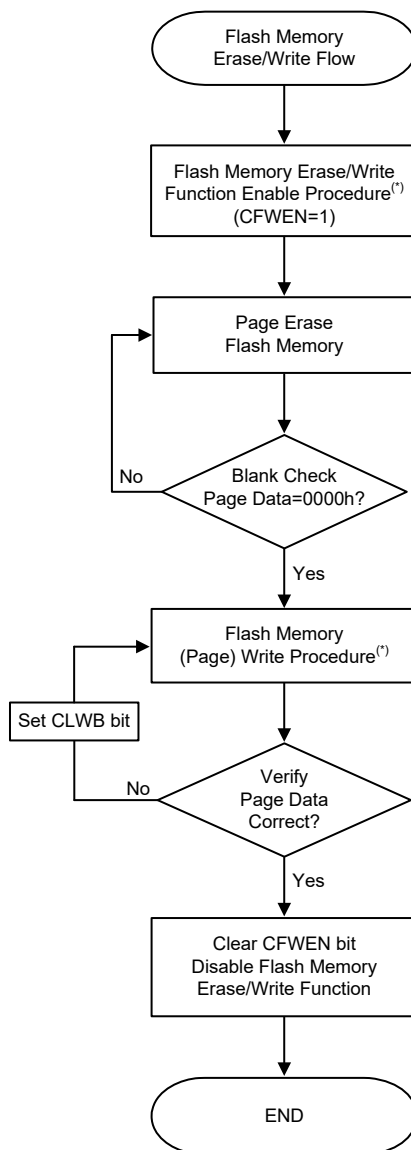 Flash Memory
Erase/Write Flow
Flash Memory Erase/Write
Function Enable Procedure(*)
(CFWEN=1)
Page Erase
Flash Memory
No
Blank Check
Page Data=0000h?
Yes
Flash Memory
(Page) Write Procedure(*)
Set CLWB bit
No
Verify
Page Data
Correct?
Yes
Clear CFWEN bit
Disable Flash Memory
Erase/Write Function
END